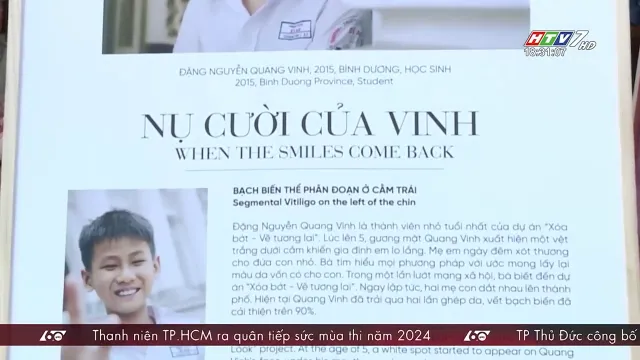 HTV7 HD
18:31:07
ĐẶNG NGUYỄN QUANG VINH, 2015, BÌNH DƯƠNG, HỌC SINH
2015, Binh Duong Province, Student
NỤ CƯỜI CỦA VINH
WHEN THE SMILES COME BACK
BẠCH BIẾN THỂ PHÂN ĐOẠN Ở CẰM TRÁI
Segmental Vitiligo on the left of the chin
Đặng Nguyễn Quang Vinh là thành viên nhỏ tuổi nhất của dự án “Xóa
bớt - Vẽ tương lai”. Lúc lên 5, gương mặt Quang Vinh xuất hiện một vệt
trắng dưới cằm khiến gia đình em lo lắng. Mẹ em ngày đêm xót thương
cho đứa con nhỏ. Bà tìm hiểu mọi phương pháp với ước mong lấy lại
màu da vốn có cho con. Trong một lần lướt mạng xã hội, bà biết đến dự
án “Xóa bớt - Vẽ tương lai”. Ngay lập tức, hai mẹ con dắt nhau lên thành
phố. Hiện tại Quang Vinh đã trải qua hai lần ghép da, vết bạch biến đã
cải thiện trên 90%.
Thanh niên TP.HCM ra quân tiếp sức mùa thi năm 2024
TP Thủ Đức công bố
Look” project. At the age of 5, a white spot started to appear on Quang